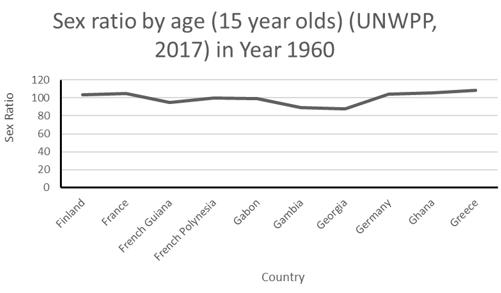 Sex ratio by age (15 year olds) (UNWPP,
2017) in Year 1960
120
100
80
60
40
20
0
Sex Ratio
Finland
France
French Guiana
French Polynesia
Gabon
Gambia
Georgia
Germany
Ghana
Greece
Country